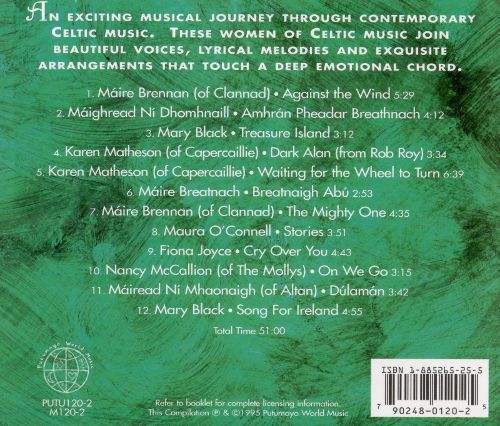 AN EXCITING MUSICAL JOURNEY THROUGH CONTEMPORARY
CELTIC MUSIC. THESE WOMEN OF CELTIC MUSIC JOIN
BEAUTIFUL VOICES, LYRICAL MELODIES AND EXQUISITE
ARRANGEMENTS THAT TOUCH A DEEP EMOTIONAL CHORD.
1. Máire Brennan (of Clannad) • Against the Wind 5:29
2. Máighread Ni Dhomhnaill • Amhrán Pheadar Breathnach 4:12
3. Mary Black • Treasure Island 3:12
4. Karen Matheson (of Capercaillie) • Dark Alan (from Rob Roy) 3:34
5. Karen Matheson (of Capercaillie) • Waiting for the Wheel to Turn 6:39
6. Máire Breatnach • Breatnaigh Abú 2:53
7. Máire Brennan (of Clannad) • The Mighty One 4:35
8. Maura O'Connell • Stories 3:51
9. Fiona Joyce • Cry Over You 4:43
10. Nancy McCallion (of The Mollys) • On We Go 3:15
11. Máiread Ni Mhaonaigh (of Altan) • Dúlamán 3:42
12. Mary Black • Song For Ireland 4:55
Total Time 51:00
Putumayo World Music
PUTU120-2
M120-2
Refer to booklet for complete licensing information.
This Compilation ℗ & ©1995 Putumayo World Music
ISBN 1-885265-25-5
7 90248-0120-2 5